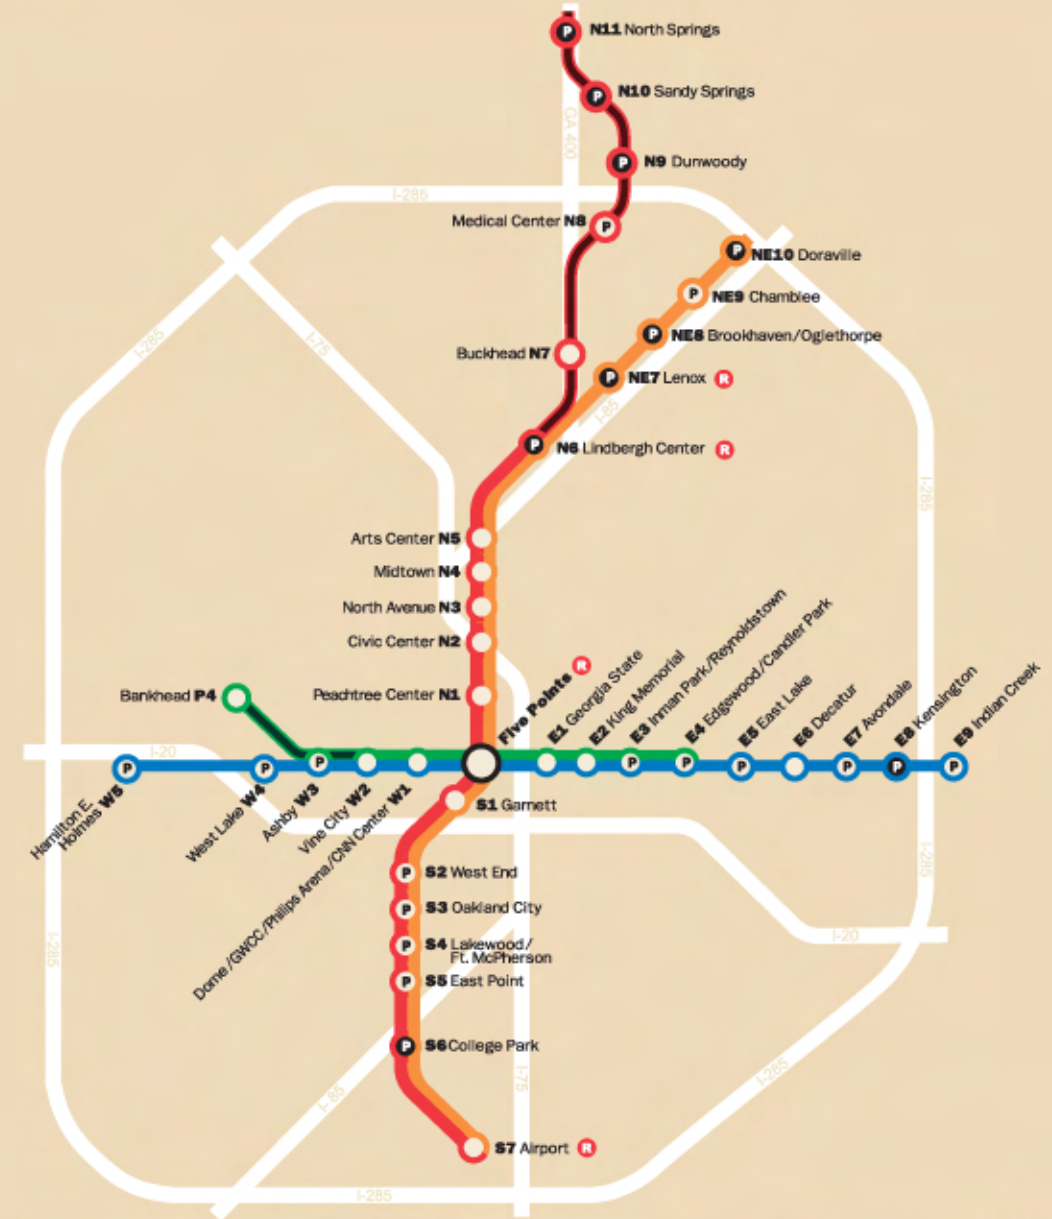 N11 North Springs
P
N10 Sandy Springs
P
GA 400
N9 Dunwoody
P
I-285
Medical Center N8
P
NE10 Doraville
P
NE9 Chamblee
P
I-285
I-75
NE8 Brookhaven/Oglethorpe
P
Buckhead N7
NE7 Lenox R
P
I-85
N6 Lindbergh Center R
P
I-285
Arts Center N5
Midtown N4
North Avenue N3
Civic Center N2
Bankhead P4
Peachtree Center N1
Five Points R
E1 Georgia State
E2 King Memorial
E3 Inman Park/Reynoldstown
E4 Edgewood/Candler Park
E5 East Lake
E6 Decatur
E7 Avondale
E8 Kensington
E9 Indian Creek
I-20
P P P P P P P P P
Hamilton E.
Holmes W5
West Lake W4
Ashby W3
Vine City W2
Dome/GWCC/Philips Arena/CNN Center W1
S1 Garnett
I-285
P S2 West End
P S3 Oakland City
I-20
P S4 Lakewood/
Ft. McPherson
I-285
P S5 East Point
P S6 College Park
I-75
I-285
I-85
S7 Airport R
I-285